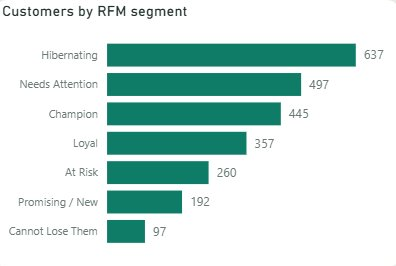 Customers by RFM segment
Hibernating 637
Needs Attention 497
Champion 445
Loyal 357
At Risk 260
Promising / New 192
Cannot Lose Them 97